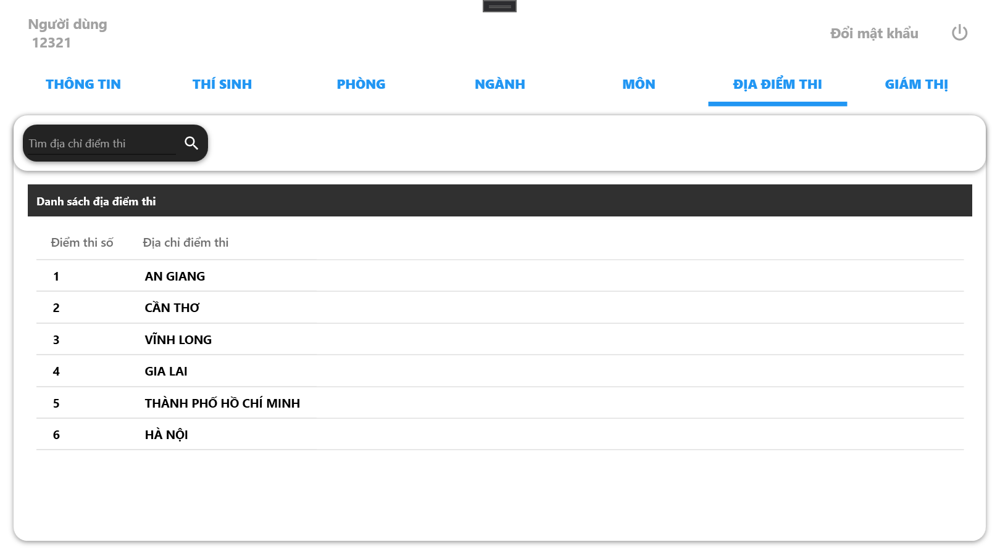 Người dùng
12321
Đổi mật khẩu
THÔNG TIN THÍ SINH PHÒNG NGÀNH MÔN ĐỊA ĐIỂM THI GIÁM THỊ
Tìm địa chỉ điểm thi
Danh sách địa điểm thi
Điểm thi số Địa chỉ điểm thi
1 AN GIANG
2 CẦN THƠ
3 VĨNH LONG
4 GIA LAI
5 THÀNH PHỐ HỒ CHÍ MINH
6 HÀ NỘI